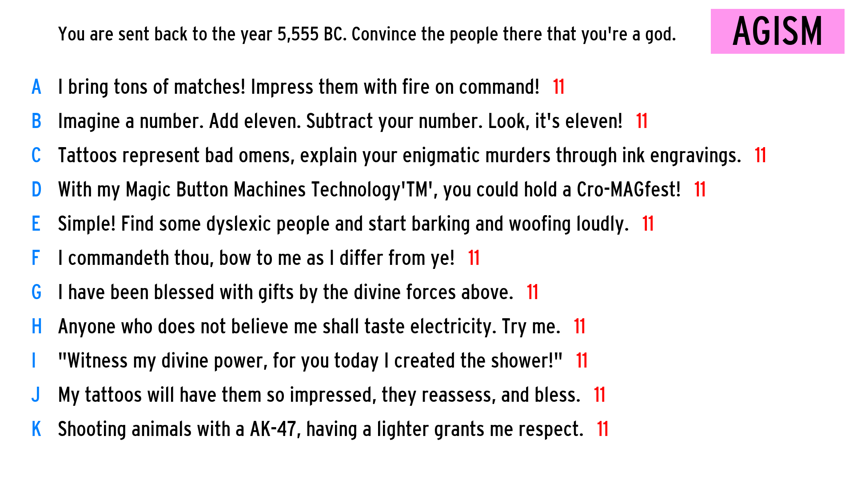 You are sent back to the year 5,555 BC. Convince the people there that you're a god.
AGISM
A I bring tons of matches! Impress them with fire on command! 11
B Imagine a number. Add eleven. Subtract your number. Look, it's eleven! 11
C Tattoos represent bad omens, explain your enigmatic murders through ink engravings. 11
D With my Magic Button Machines Technology'TM', you could hold a Cro-MAGfest! 11
E Simple! Find some dyslexic people and start barking and woofing loudly. 11
F I commandeth thou, bow to me as I differ from ye! 11
G I have been blessed with gifts by the divine forces above. 11
H Anyone who does not believe me shall taste electricity. Try me. 11
I "Witness my divine power, for you today I created the shower!" 11
J My tattoos will have them so impressed, they reassess, and bless. 11
K Shooting animals with a AK-47, having a lighter grants me respect. 11